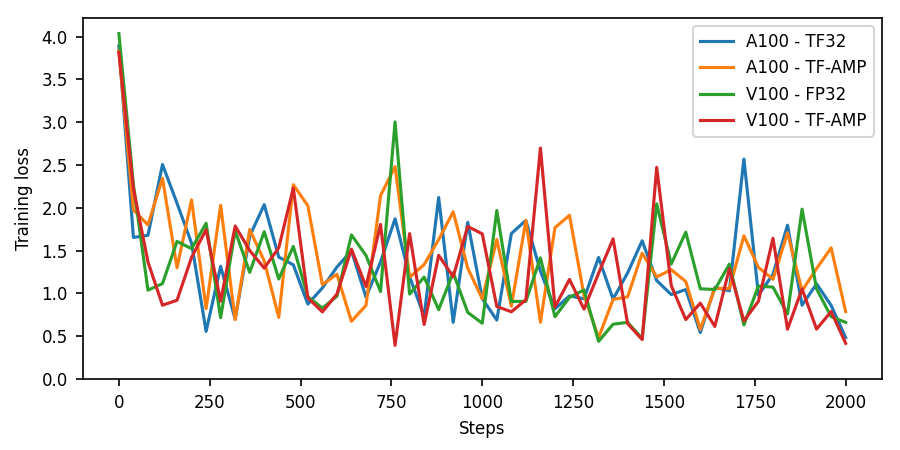 4.0
3.5
3.0
2.5
2.0
1.5
1.0
0.5
0.0
Training loss
A100 - TF32
A100 - TF-AMP
V100 - FP32
V100 - TF-AMP
0 250 500 750 1000 1250 1500 1750 2000
Steps